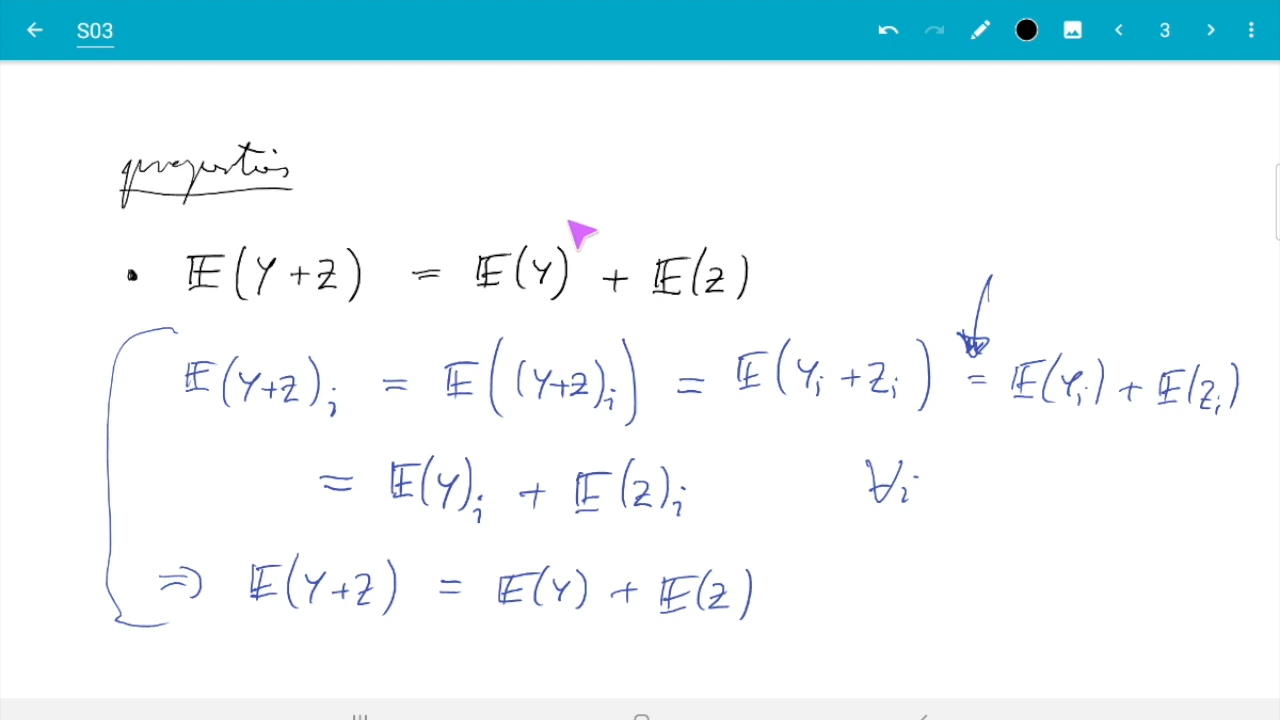 S03
3
properties
• 𝔼(Y+Z) = 𝔼(Y) + 𝔼(Z)
𝔼(Y+Z)ᵢ = 𝔼((Y+Z)ᵢ) = 𝔼(Yᵢ + Zᵢ) = 𝔼(Yᵢ) + 𝔼(Zᵢ)
= 𝔼(Y)ᵢ + 𝔼(Z)ᵢ ∀i
⇒ 𝔼(Y+Z) = 𝔼(Y) + 𝔼(Z)